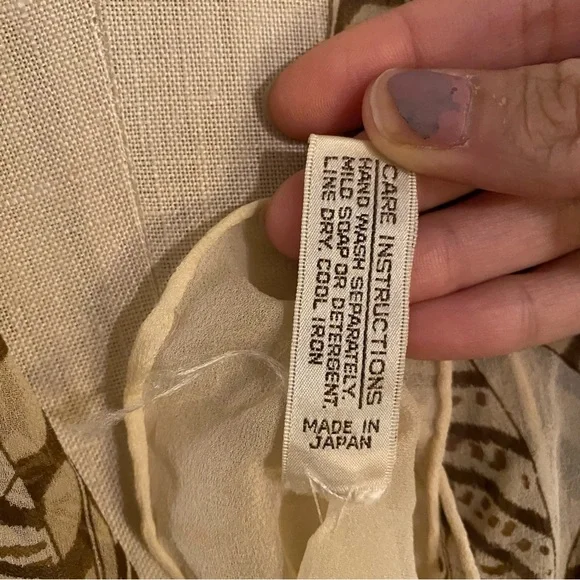 CARE INSTRUCTIONS
HAND WASH SEPARATELY.
MILD SOAP OR DETERGENT.
LINE DRY. COOL IRON
MADE IN
JAPAN